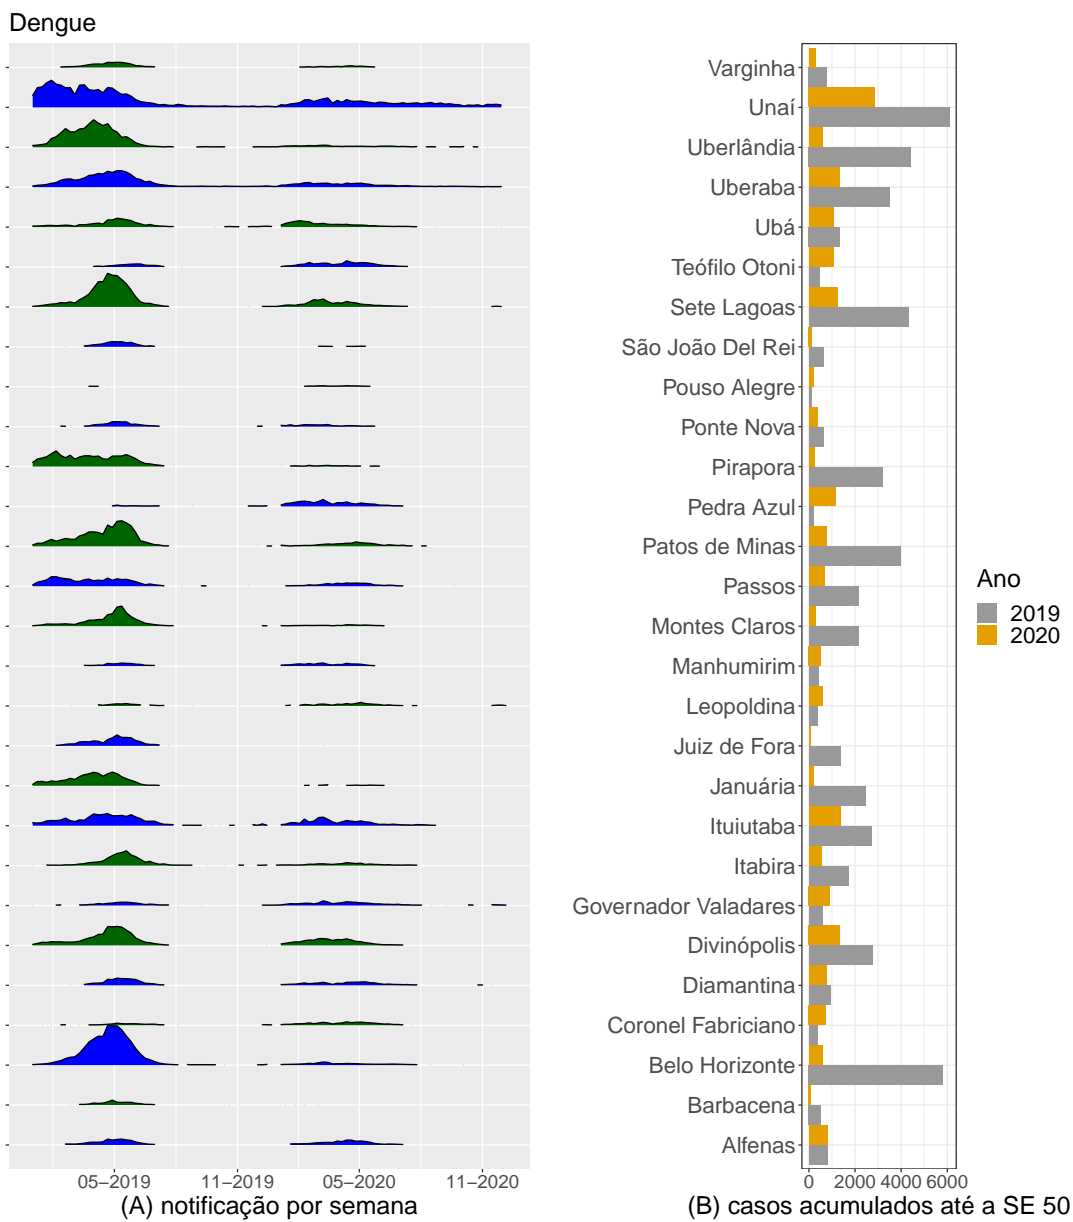 Dengue
Varginha
Unaí
Uberlândia
Uberaba
Ubá
Teófilo Otoni
Sete Lagoas
São João Del Rei
Pouso Alegre
Ponte Nova
Pirapora
Pedra Azul
Patos de Minas
Passos
Montes Claros
Manhumirim
Leopoldina
Juiz de Fora
Januária
Ituiutaba
Itabira
Governador Valadares
Divinópolis
Diamantina
Coronel Fabriciano
Belo Horizonte
Barbacena
Alfenas
Ano
2019
2020
05−2019 11−2019 05−2020 11−2020
0 2000 4000 6000
(A) notificação por semana
(B) casos acumulados até a SE 50